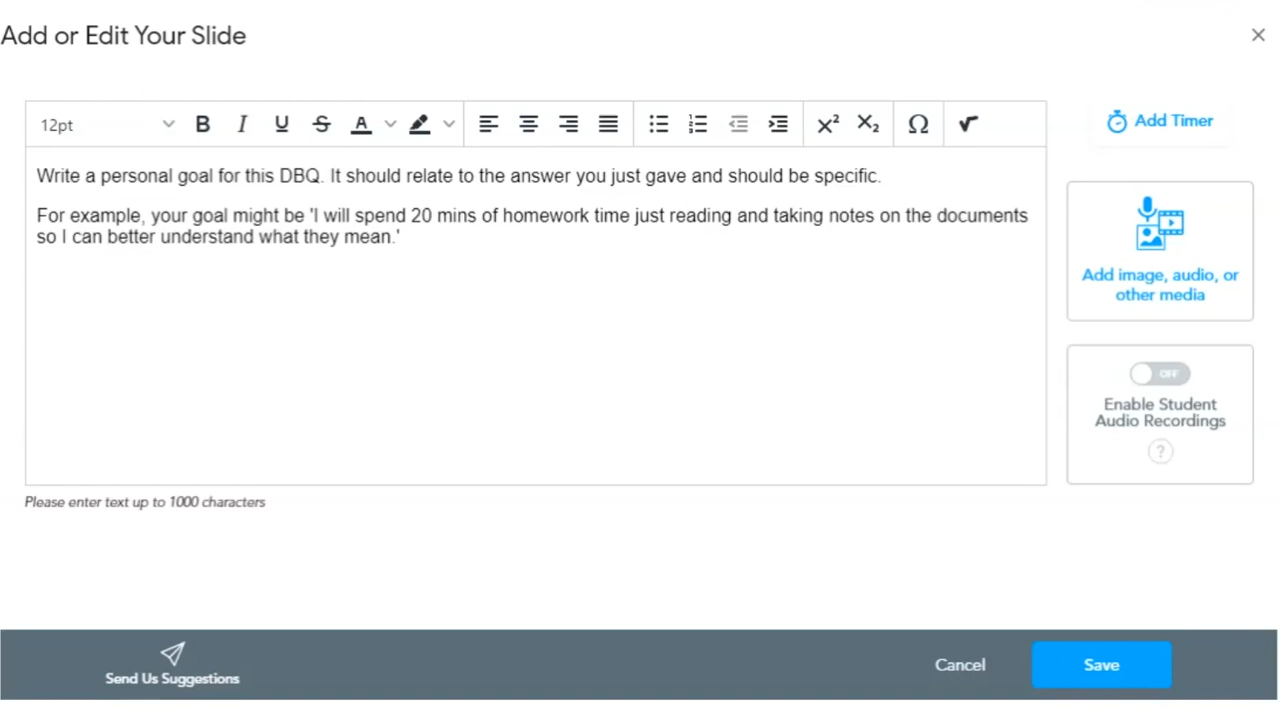 Add or Edit Your Slide
12pt
B I U S A
X² X₂ Ω √
Write a personal goal for this DBQ. It should relate to the answer you just gave and should be specific.
For example, your goal might be 'I will spend 20 mins of homework time just reading and taking notes on the documents
so I can better understand what they mean.'
Please enter text up to 1000 characters
Add Timer
Add image, audio, or
other media
OFF
Enable Student
Audio Recordings
?
Send Us Suggestions
Cancel
Save